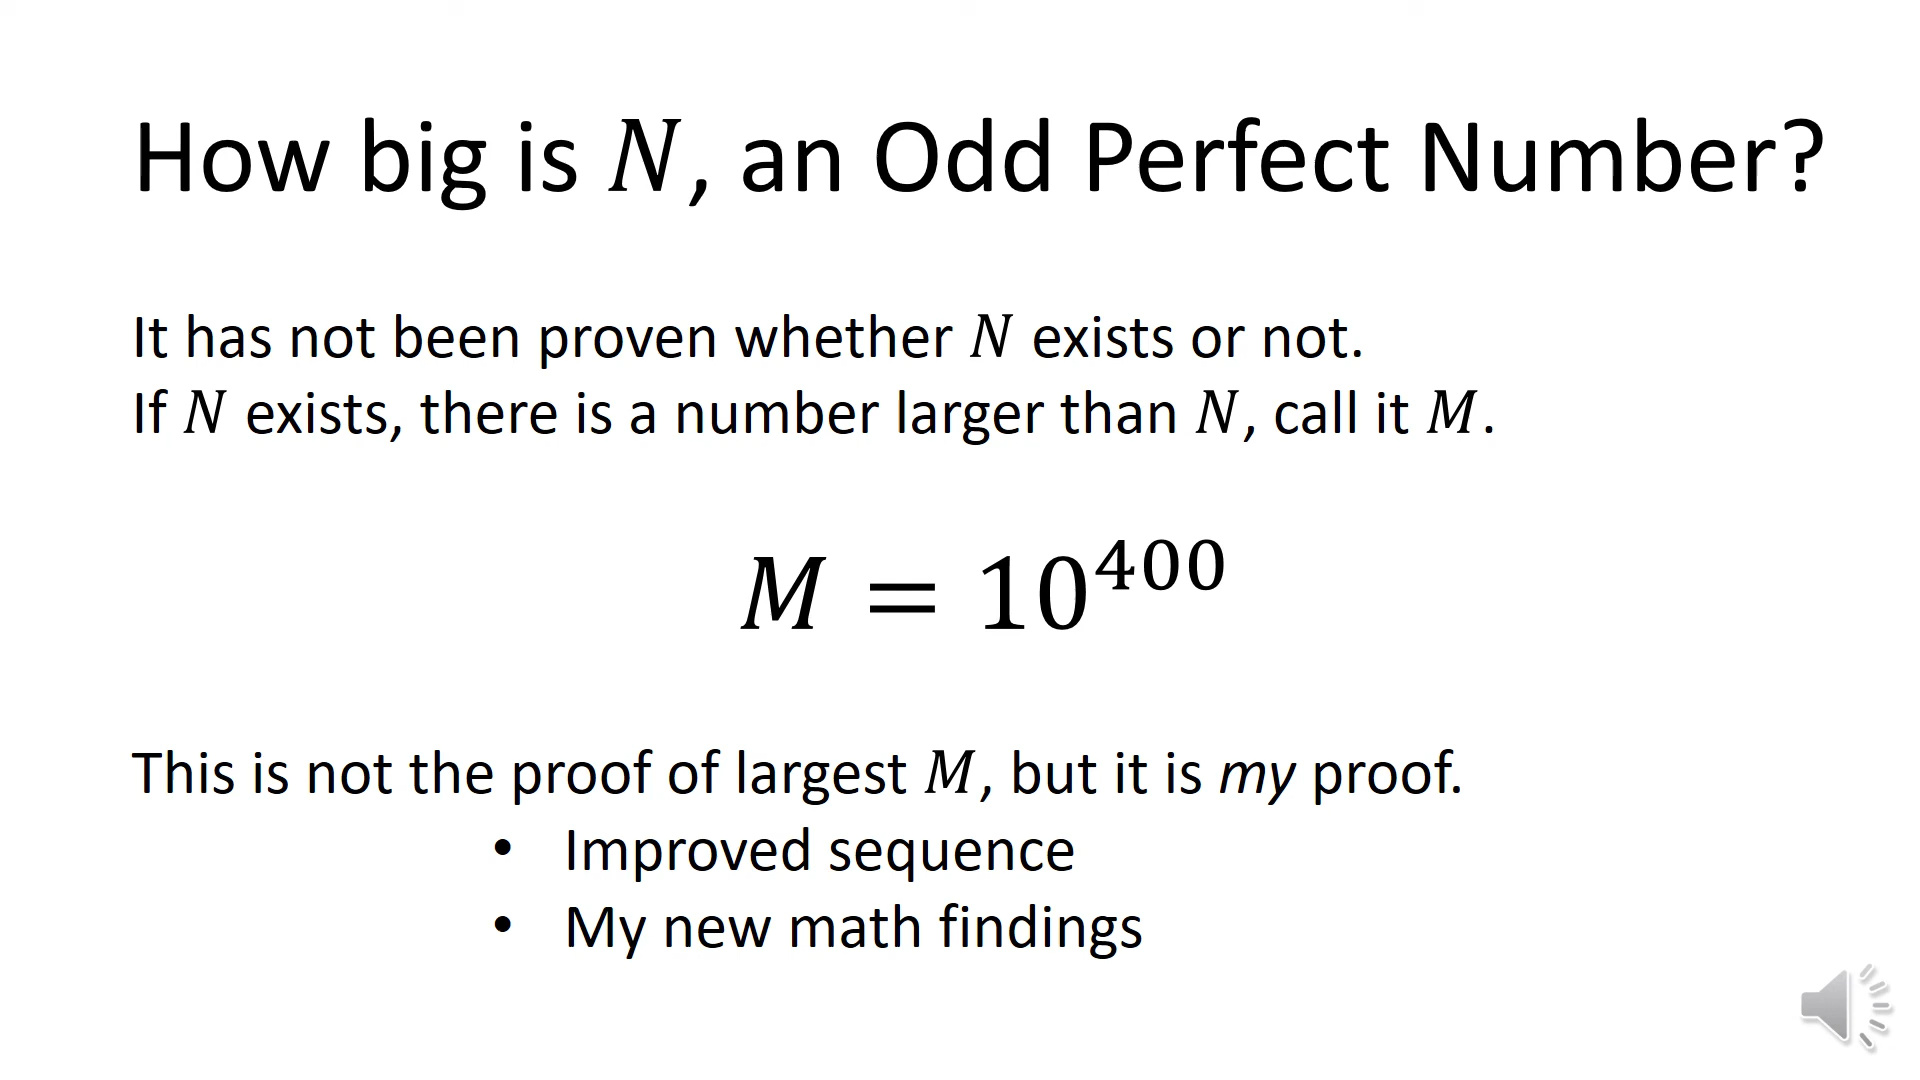 How big is N, an Odd Perfect Number?
It has not been proven whether N exists or not.
If N exists, there is a number larger than N, call it M.
M = 10⁴⁰⁰
This is not the proof of largest M, but it is my proof.
• Improved sequence
• My new math findings